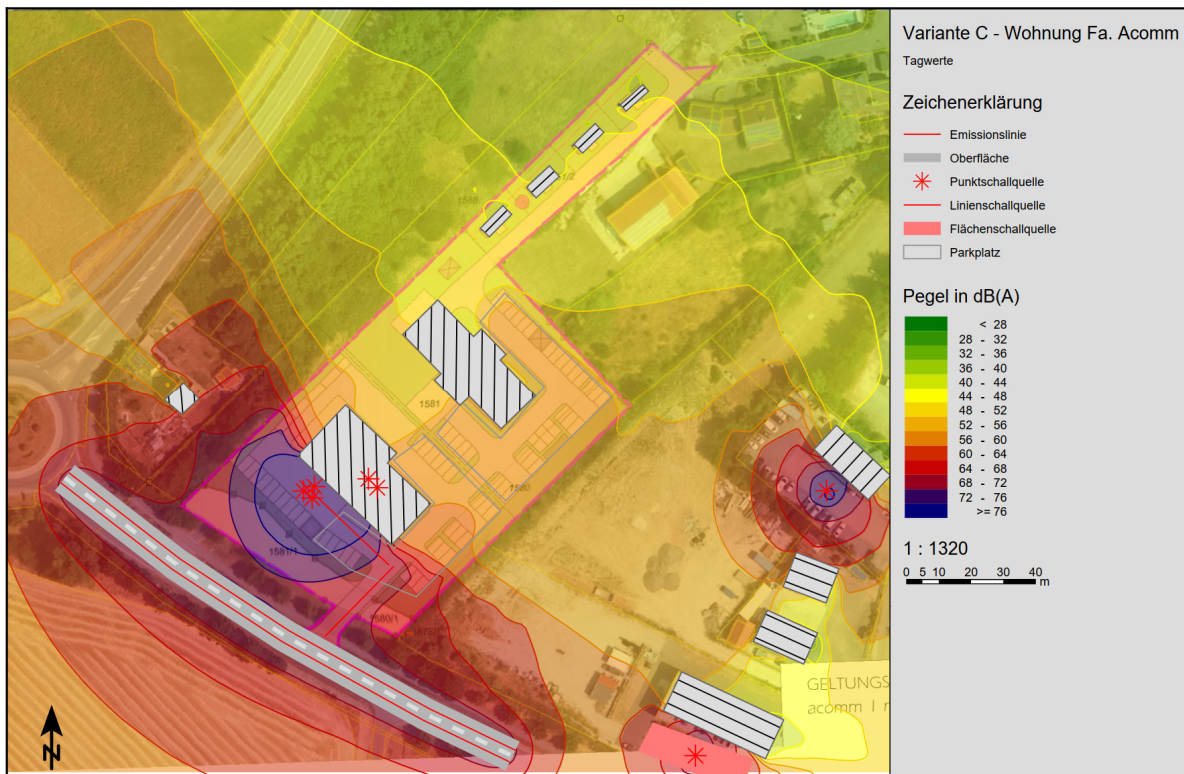 Variante C - Wohnung Fa. Acomm
Tagwerte
Zeichenerklärung
Emissionslinie
Oberfläche
Punktschallquelle
Linienschallquelle
Flächenschallquelle
Parkplatz
Pegel in dB(A)
< 28
28 - 32
32 - 36
36 - 40
40 - 44
44 - 48
48 - 52
52 - 56
56 - 60
60 - 64
64 - 68
68 - 72
72 - 76
>= 76
1 : 1320
0 5 10 20 30 40
m
1588
1581
1580
1581/1
1580/1
GELTUNGS
acomm I r
N